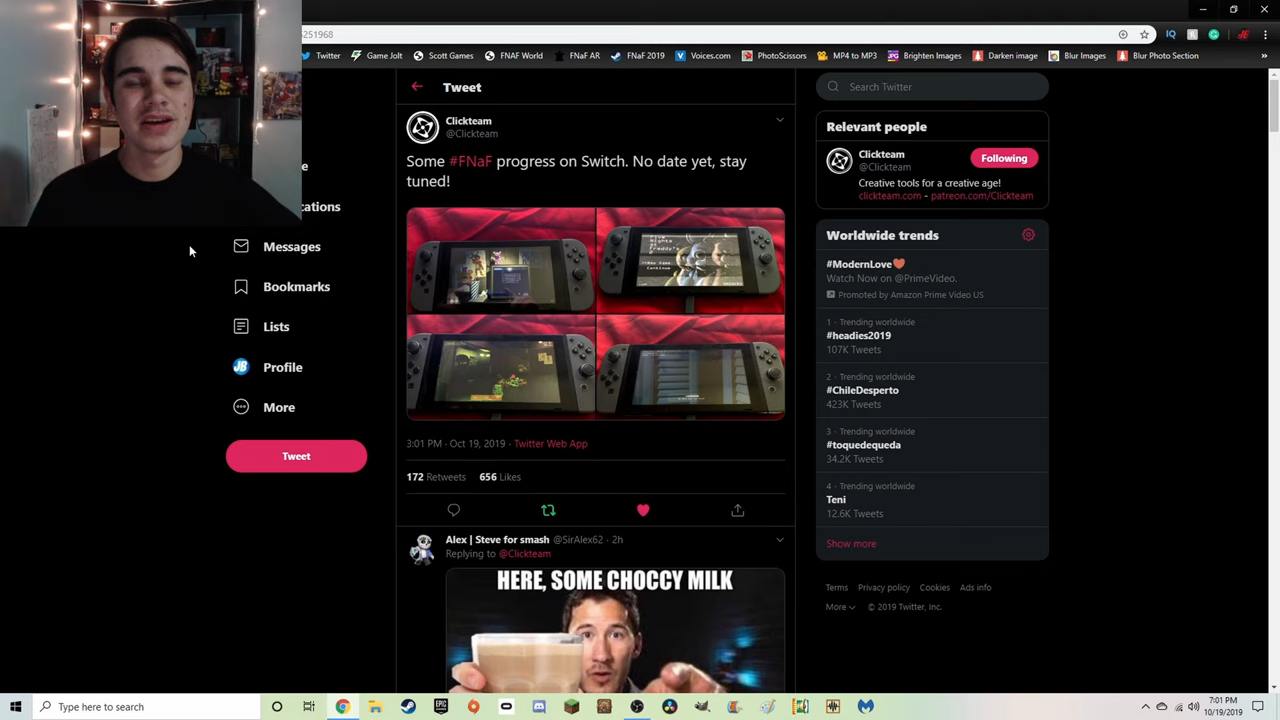 5251968
Twitter
Game Jolt
Scott Games
FNAF World
FNaF AR
FNAF 2019
Voices.com
PhotoScissors
MP4 to MP3
Brighten Images
Darken image
Blur Images
Blur Photo Section
Tweet
Clickteam
@Clickteam
Some #FNaF progress on Switch. No date yet, stay
tuned!
3:01 PM · Oct 19, 2019 · Twitter Web App
172 Retweets 656 Likes
Alex | Steve for smash @SirAlex62 · 2h
Replying to @Clickteam
HERE, SOME CHOCCY MILK
Messages
Bookmarks
Lists
Profile
More
Tweet
Search Twitter
Relevant people
Clickteam
@Clickteam
Following
Creative tools for a creative age!
clickteam.com - patreon.com/Clickteam
Worldwide trends
#ModernLove
Watch Now on @PrimeVideo.
Promoted by Amazon Prime Video US
1 · Trending worldwide
#headies2019
107K Tweets
2 · Trending worldwide
#ChileDesperto
423K Tweets
3 · Trending worldwide
#toquedequeda
34.2K Tweets
4 · Trending worldwide
Teni
12.6K Tweets
Show more
Terms Privacy policy Cookies Ads info
More © 2019 Twitter, Inc.
Type here to search
7:01 PM
10/19/2019